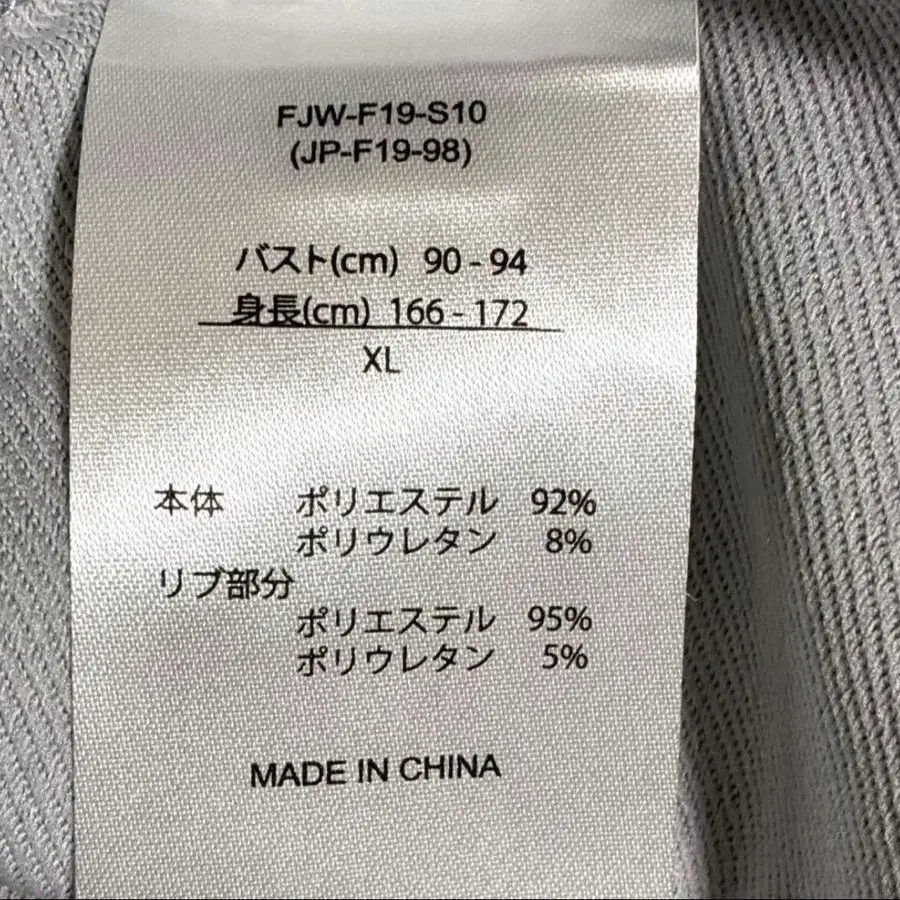 FJW-F19-S10
(JP-F19-98)
バスト(cm) 90 - 94
身長(cm) 166 - 172
XL
本体 ポリエステル 92%
ポリウレタン 8%
リブ部分
ポリエステル 95%
ポリウレタン 5%
MADE IN CHINA